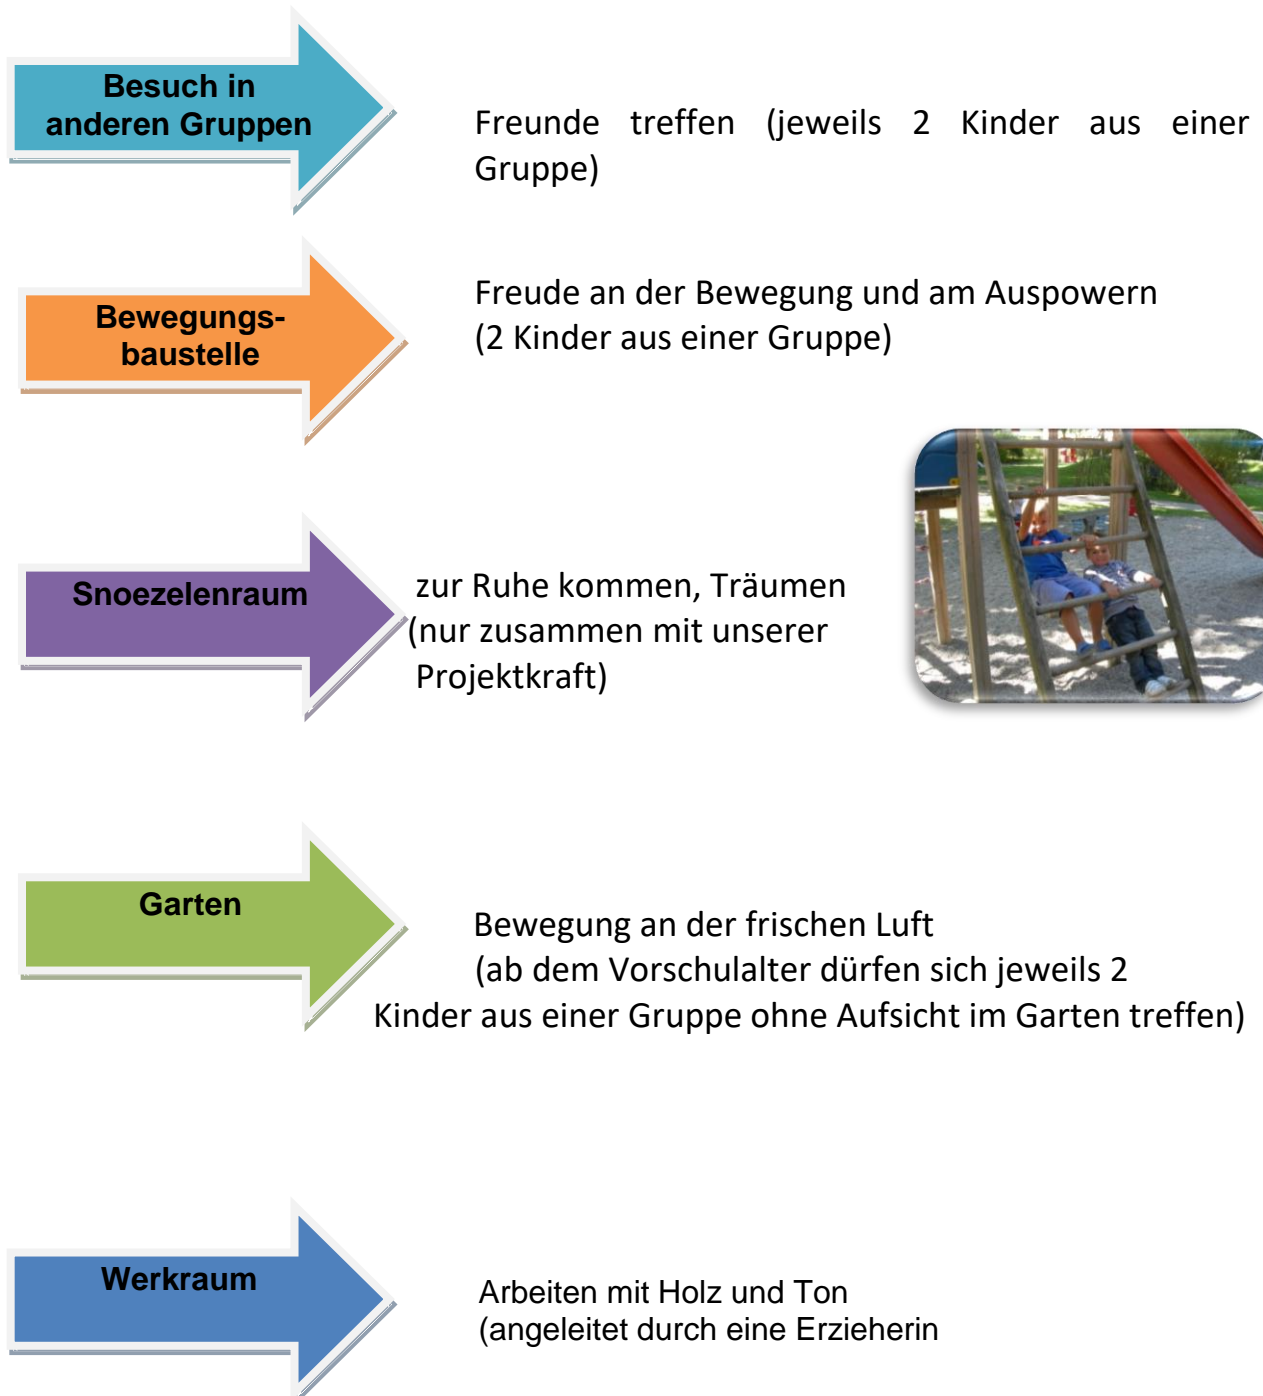 Besuch in
anderen Gruppen
Freunde treffen (jeweils 2 Kinder aus einer
Gruppe)
Bewegungs-
baustelle
Freude an der Bewegung und am Auspowern
(2 Kinder aus einer Gruppe)
Snoezelenraum
zur Ruhe kommen, Träumen
(nur zusammen mit unserer
Projektkraft)
Garten
Bewegung an der frischen Luft
(ab dem Vorschulalter dürfen sich jeweils 2
Kinder aus einer Gruppe ohne Aufsicht im Garten treffen)
Werkraum
Arbeiten mit Holz und Ton
(angeleitet durch eine Erzieherin